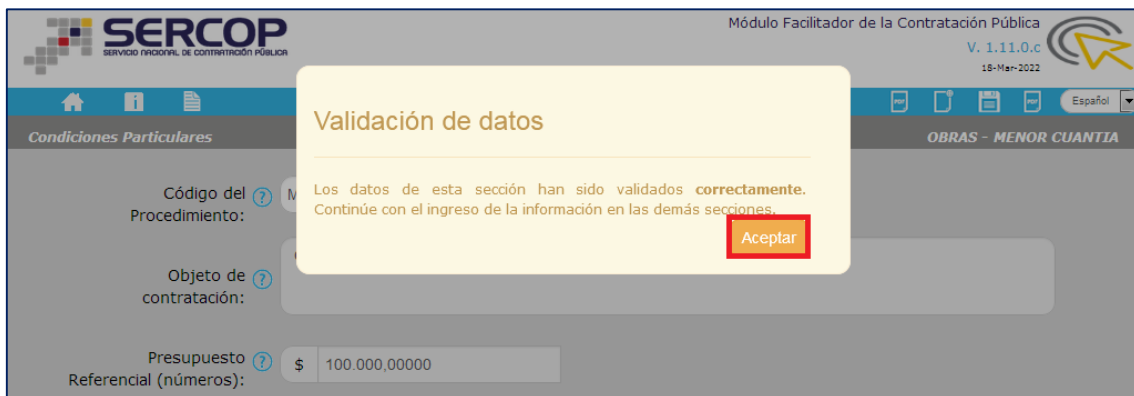 SERCOP
SERVICIO NACIONAL DE CONTRATACIÓN PÚBLICA
Módulo Facilitador de la Contratación Pública
V. 1.11.0.c
18-Mar-2022
Español
Condiciones Particulares
OBRAS - MENOR CUANTIA
Validación de datos
Los datos de esta sección han sido validados correctamente.
Continúe con el ingreso de la información en las demás secciones.
Aceptar
Código del
Procedimiento:
Objeto de
contratación:
Presupuesto
Referencial (números):
$ 100.000,00000